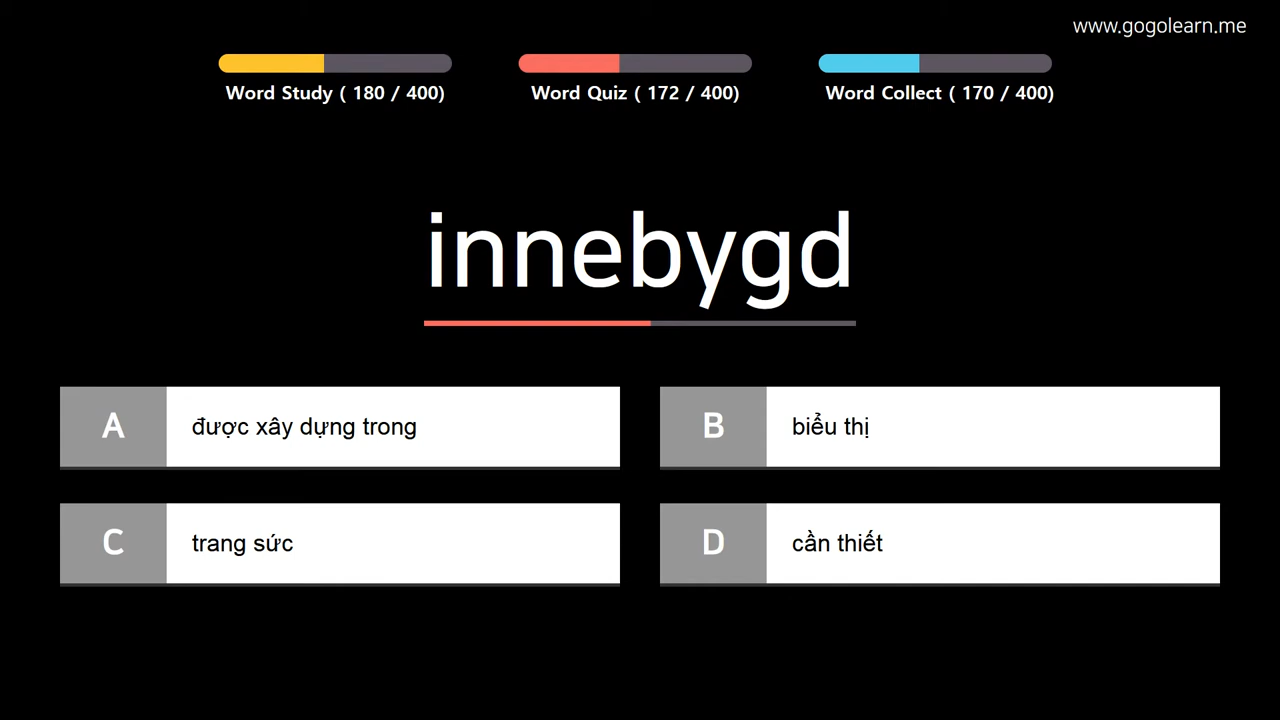 www.gogolearn.me
Word Study ( 180 / 400)
Word Quiz ( 172 / 400)
Word Collect ( 170 / 400)
innebygd
A được xây dựng trong
B biểu thị
C trang sức
D cần thiết